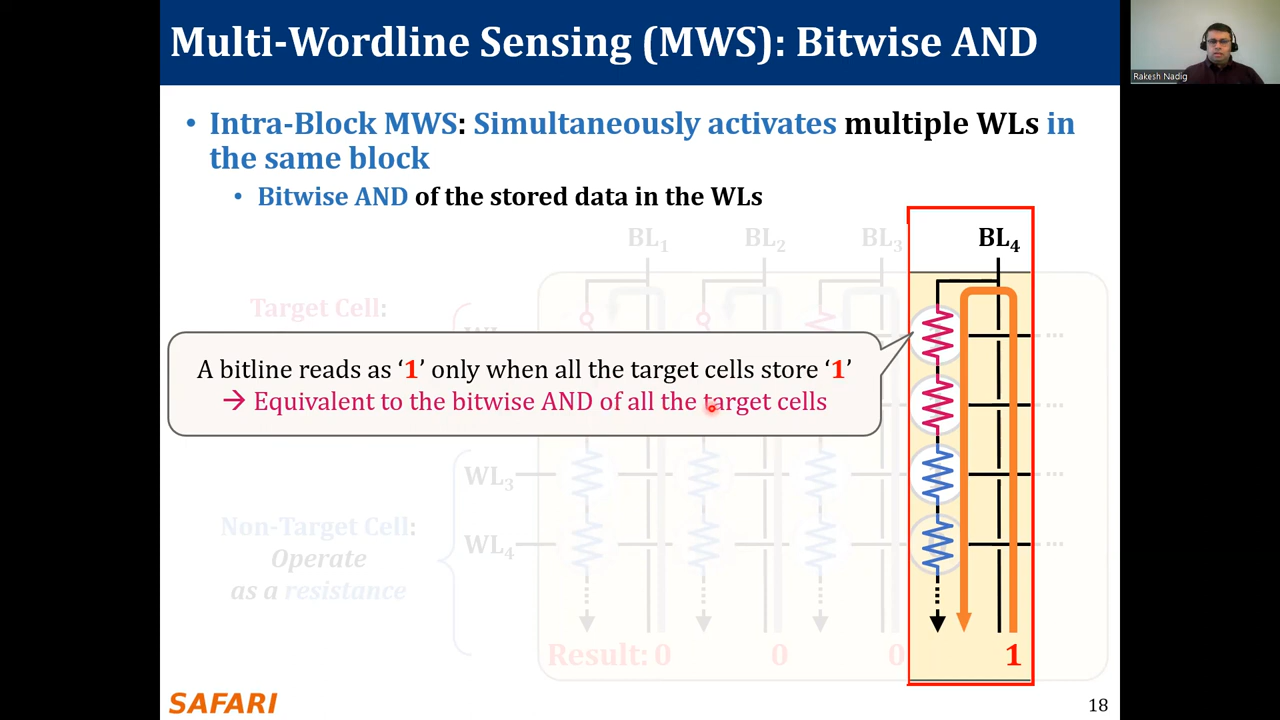 Multi-Wordline Sensing (MWS): Bitwise AND
Rakesh Nadig
• Intra-Block MWS: Simultaneously activates multiple WLs in
the same block
• Bitwise AND of the stored data in the WLs
BL1 BL2 BL3 BL4
Target Cell:
A bitline reads as ‘1’ only when all the target cells store ‘1’
→ Equivalent to the bitwise AND of all the target cells
WL3
Non-Target Cell:
WL4
Operate
as a resistance
Result: 0 0 0 1
SAFARI
18